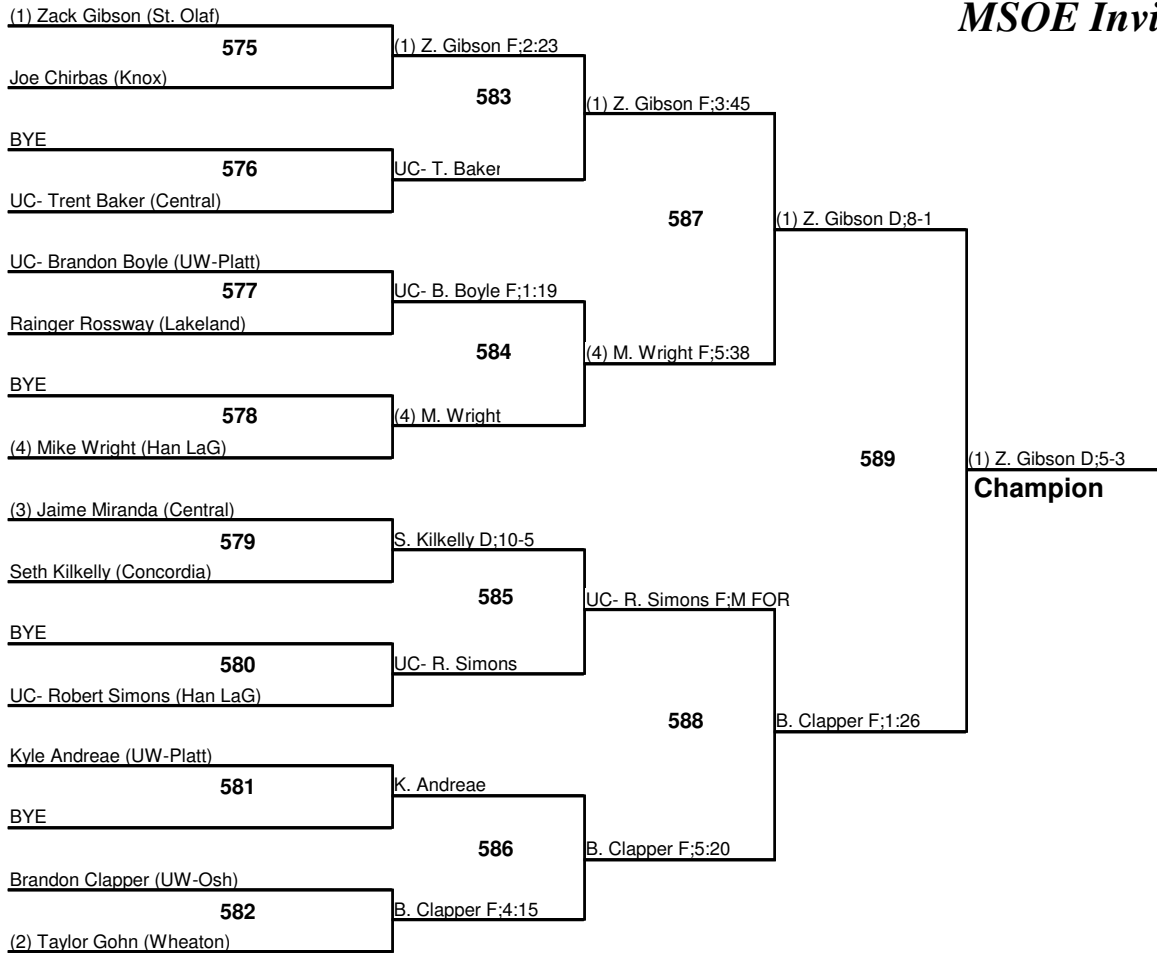 MSOE Invi
(1) Zack Gibson (St. Olaf)
575
Joe Chirbas (Knox)
BYE
576
UC- Trent Baker (Central)
UC- Brandon Boyle (UW-Platt)
577
Rainger Rossway (Lakeland)
BYE
578
(4) Mike Wright (Han LaG)
(3) Jaime Miranda (Central)
579
Seth Kilkelly (Concordia)
BYE
580
UC- Robert Simons (Han LaG)
Kyle Andreae (UW-Platt)
581
BYE
Brandon Clapper (UW-Osh)
582
(2) Taylor Gohn (Wheaton)
(1) Z. Gibson F;2:23
583
UC- T. Baker
UC- B. Boyle F;1:19
584
(4) M. Wright
S. Kilkelly D;10-5
585
UC- R. Simons
K. Andreae
586
B. Clapper F;4:15
(1) Z. Gibson F;3:45
587
(4) M. Wright F;5:38
UC- R. Simons F;M FOR
588
B. Clapper F;5:20
(1) Z. Gibson D;8-1
589
B. Clapper F;1:26
(1) Z. Gibson D;5-3
Champion